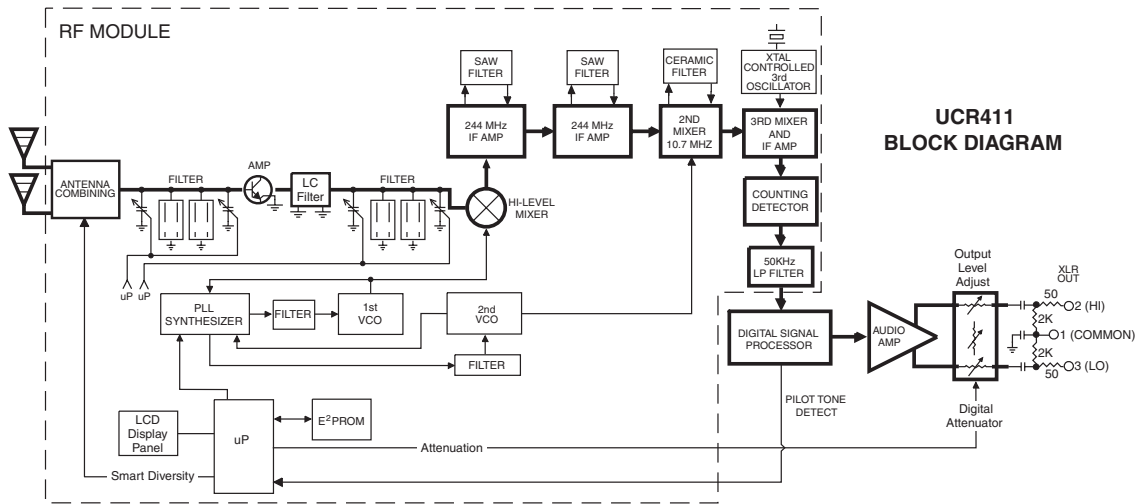 RF MODULE
UCR411
BLOCK DIAGRAM
SAW
FILTER
SAW
FILTER
CERAMIC
FILTER
XTAL
CONTROLLED
3rd
OSCILLATOR
244 MHz
IF AMP
244 MHz
IF AMP
2ND
MIXER
10.7 MHZ
3RD MIXER
AND
IF AMP
ANTENNA
COMBINING
FILTER
AMP
LC
Filter
FILTER
HI-LEVEL
MIXER
COUNTING
DETECTOR
50KHz
LP FILTER
uP
uP
PLL
SYNTHESIZER
FILTER
1st
VCO
2nd
VCO
FILTER
DIGITAL SIGNAL
PROCESSOR
AUDIO
AMP
Output
Level
Adjust
XLR
OUT
50
2 (HI)
2K
1 (COMMON)
2K
3 (LO)
50
PILOT TONE
DETECT
Digital
Attenuator
LCD
Display
Panel
uP
E2PROM
Attenuation
Smart Diversity